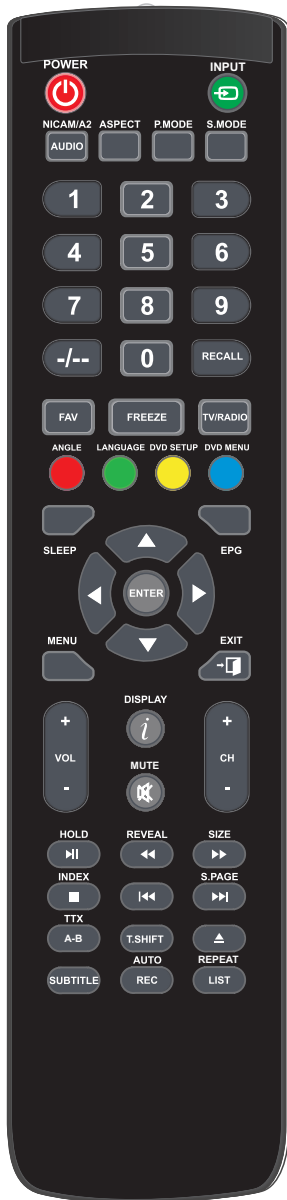 POWER INPUT
NICAM/A2 ASPECT P.MODE S.MODE
AUDIO
1 2 3
4 5 6
7 8 9
-/-- 0 RECALL
FAV FREEZE TV/RADIO
ANGLE LANGUAGE DVD SETUP DVD MENU
SLEEP EPG
ENTER
MENU EXIT
DISPLAY
i
+ +
VOL CH
- -
MUTE
HOLD REVEAL SIZE
INDEX S.PAGE
TTX
A-B T.SHIFT
AUTO REPEAT
SUBTITLE REC LIST